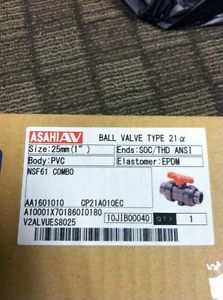 ASAHI AV BALL VALVE TYPE 21α
Size:25mm(1") Ends:SOC/THD ANSI
Body:PVC Elastomer:EPDM
NSF61 COMBO
AA1601010 CP21A010EC
A10001X70186010180
V2ALVUES8025 10JIB00040 QTY 1